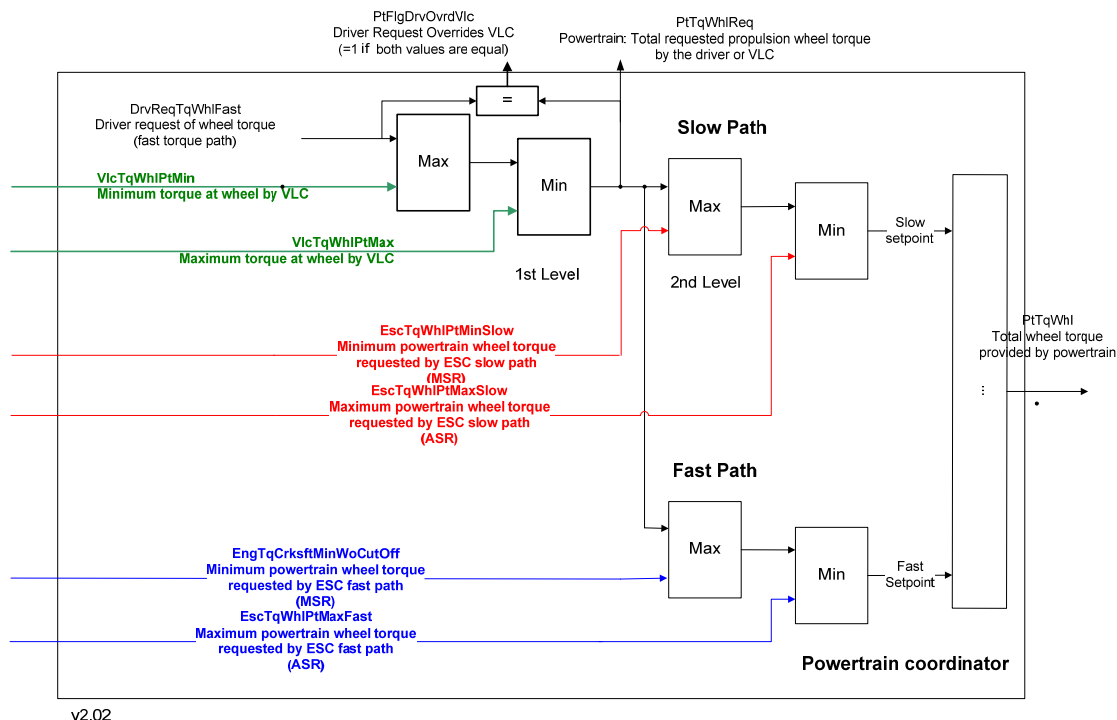 PtFlgDrvOvrdVlc
Driver Request Overrides VLC
(=1 if both values are equal)
PtTqWhlReq
Powertrain: Total requested propulsion wheel torque
by the driver or VLC
=
DrvReqTqWhlFast
Driver request of wheel torque
(fast torque path)
Max
Min
Slow Path
Max
Min
VlcTqWhlPtMin
Minimum torque at wheel by VLC
VlcTqWhlPtMax
Maximum torque at wheel by VLC
1st Level
2nd Level
Slow
setpoint
EscTqWhlPtMinSlow
Minimum powertrain wheel torque
requested by ESC slow path
(MSR)
EscTqWhlPtMaxSlow
Maximum powertrain wheel torque
requested by ESC slow path
(ASR)
PtTqWhl
Total wheel torque
provided by powertrain
...
Fast Path
Max
Min
Fast
Setpoint
EngTqCrksftMinWoCutOff
Minimum powertrain wheel torque
requested by ESC fast path
(MSR)
EscTqWhlPtMaxFast
Maximum powertrain wheel torque
requested by ESC fast path
(ASR)
Powertrain coordinator
v2.02